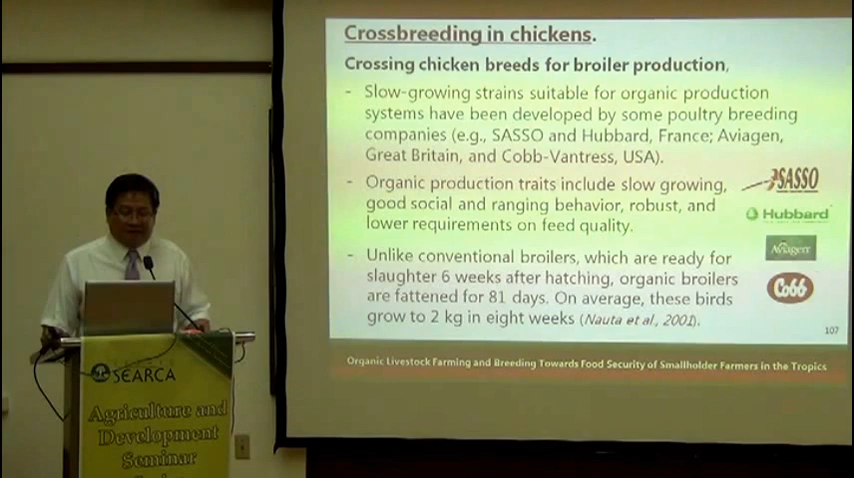 Crossbreeding in chickens.
Crossing chicken breeds for broiler production,
- Slow-growing strains suitable for organic production
systems have been developed by some poultry breeding
companies (e.g., SASSO and Hubbard, France; Aviagen,
Great Britain, and Cobb-Vantress, USA).
- Organic production traits include slow growing,
good social and ranging behavior, robust, and
lower requirements on feed quality.
- Unlike conventional broilers, which are ready for
slaughter 6 weeks after hatching, organic broilers
are fattened for 81 days. On average, these birds
grow to 2 kg in eight weeks (Nauta et al., 2001).
SASSO
Hubbard
Aviagen
Cobb
107
Organic Livestock Farming and Breeding Towards Food Security of Smallholder Farmers in the Tropics
SEARCA
Agriculture and
Development
Seminar